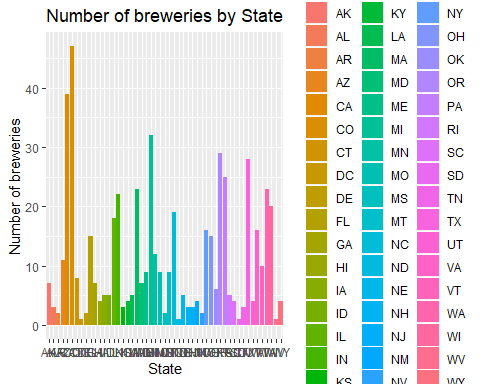 Number of breweries by State
Number of breweries
40
30
20
10
0
State
AK
AL
AR
AZ
CA
CO
CT
DC
DE
FL
GA
HI
IA
ID
IL
IN
KS
KY
LA
MA
MD
ME
MI
MN
MO
MS
MT
NC
ND
NE
NH
NJ
NM
NV
NY
OH
OK
OR
PA
RI
SC
SD
TN
TX
UT
VA
VT
WA
WI
WV
WY